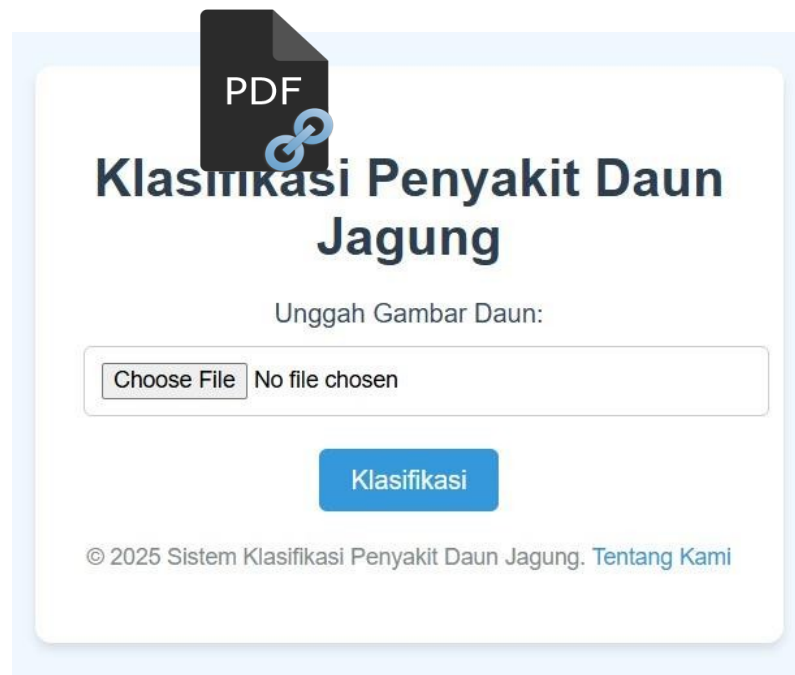 PDF
Klasifikasi Penyakit Daun
Jagung
Unggah Gambar Daun:
Choose File No file chosen
Klasifikasi
© 2025 Sistem Klasifikasi Penyakit Daun Jagung. Tentang Kami